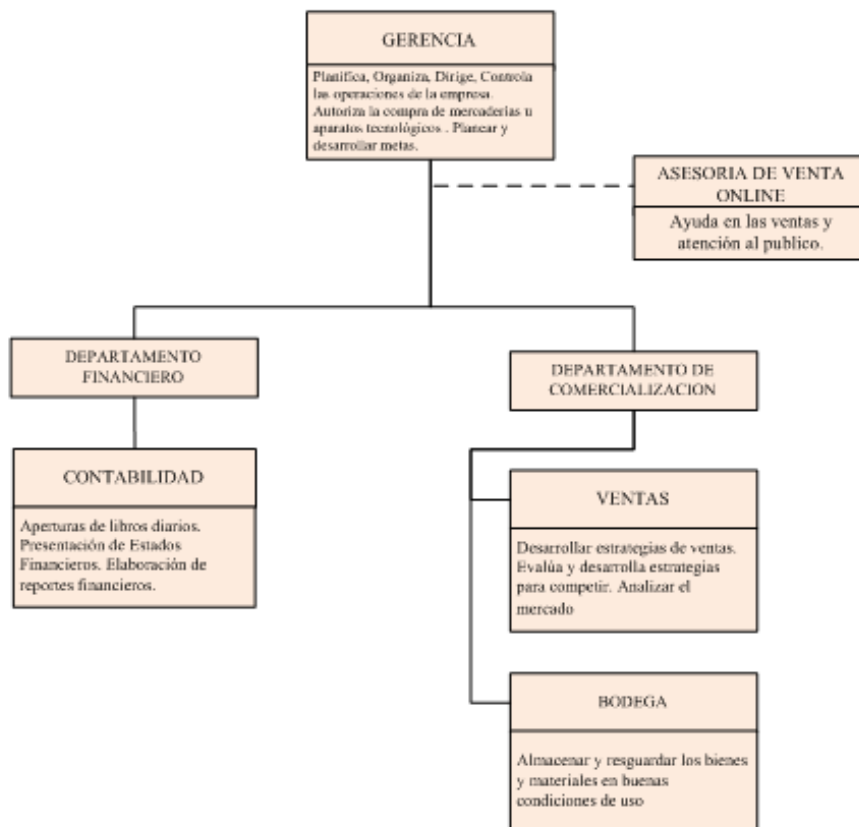 GERENCIA
Planifica, Organiza, Dirige, Controla
las operaciones de la empresa.
Autoriza la compra de mercaderías u
aparatos tecnológicos . Planear y
desarrollar metas.
ASESORIA DE VENTA
ONLINE
Ayuda en las ventas y
atención al publico.
DEPARTAMENTO
FINANCIERO
DEPARTAMENTO DE
COMERCIALIZACION
CONTABILIDAD
Aperturas de libros diarios.
Presentación de Estados
Financieros. Elaboración de
reportes financieros.
VENTAS
Desarrollar estrategias de ventas.
Evalúa y desarrolla estrategias
para competir. Analizar el
mercado
BODEGA
Almacenar y resguardar los bienes
y materiales en buenas
condiciones de uso